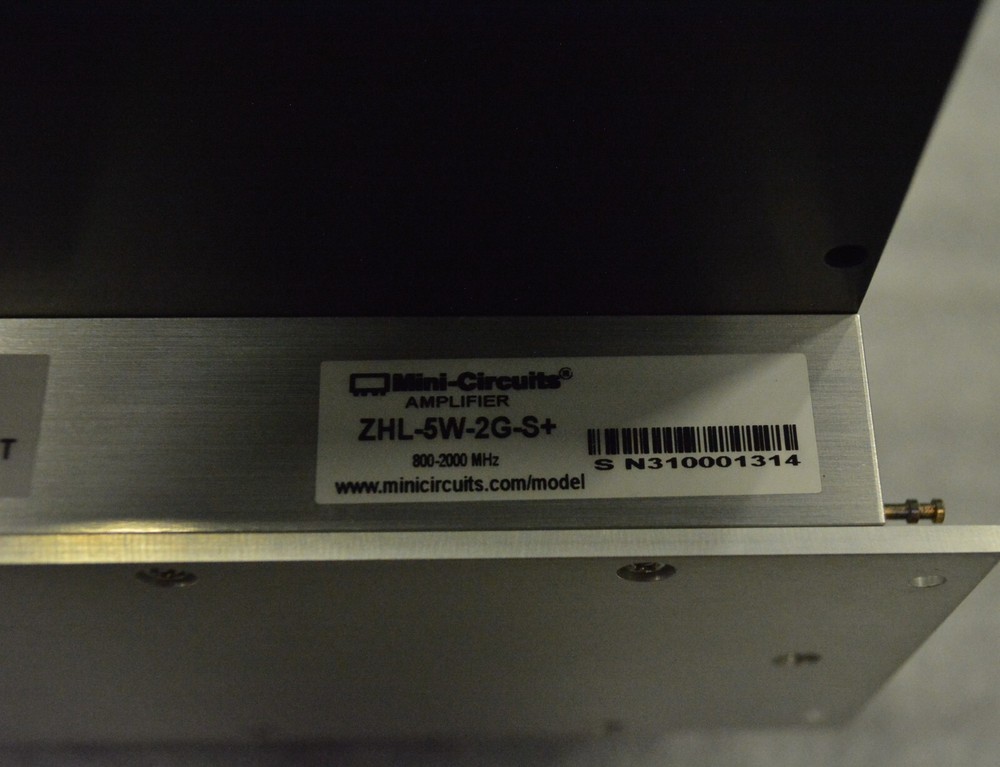 Mini-Circuits®
AMPLIFIER
ZHL-5W-2G-S+
800-2000 MHz
www.minicircuits.com/model
S N310001314
T